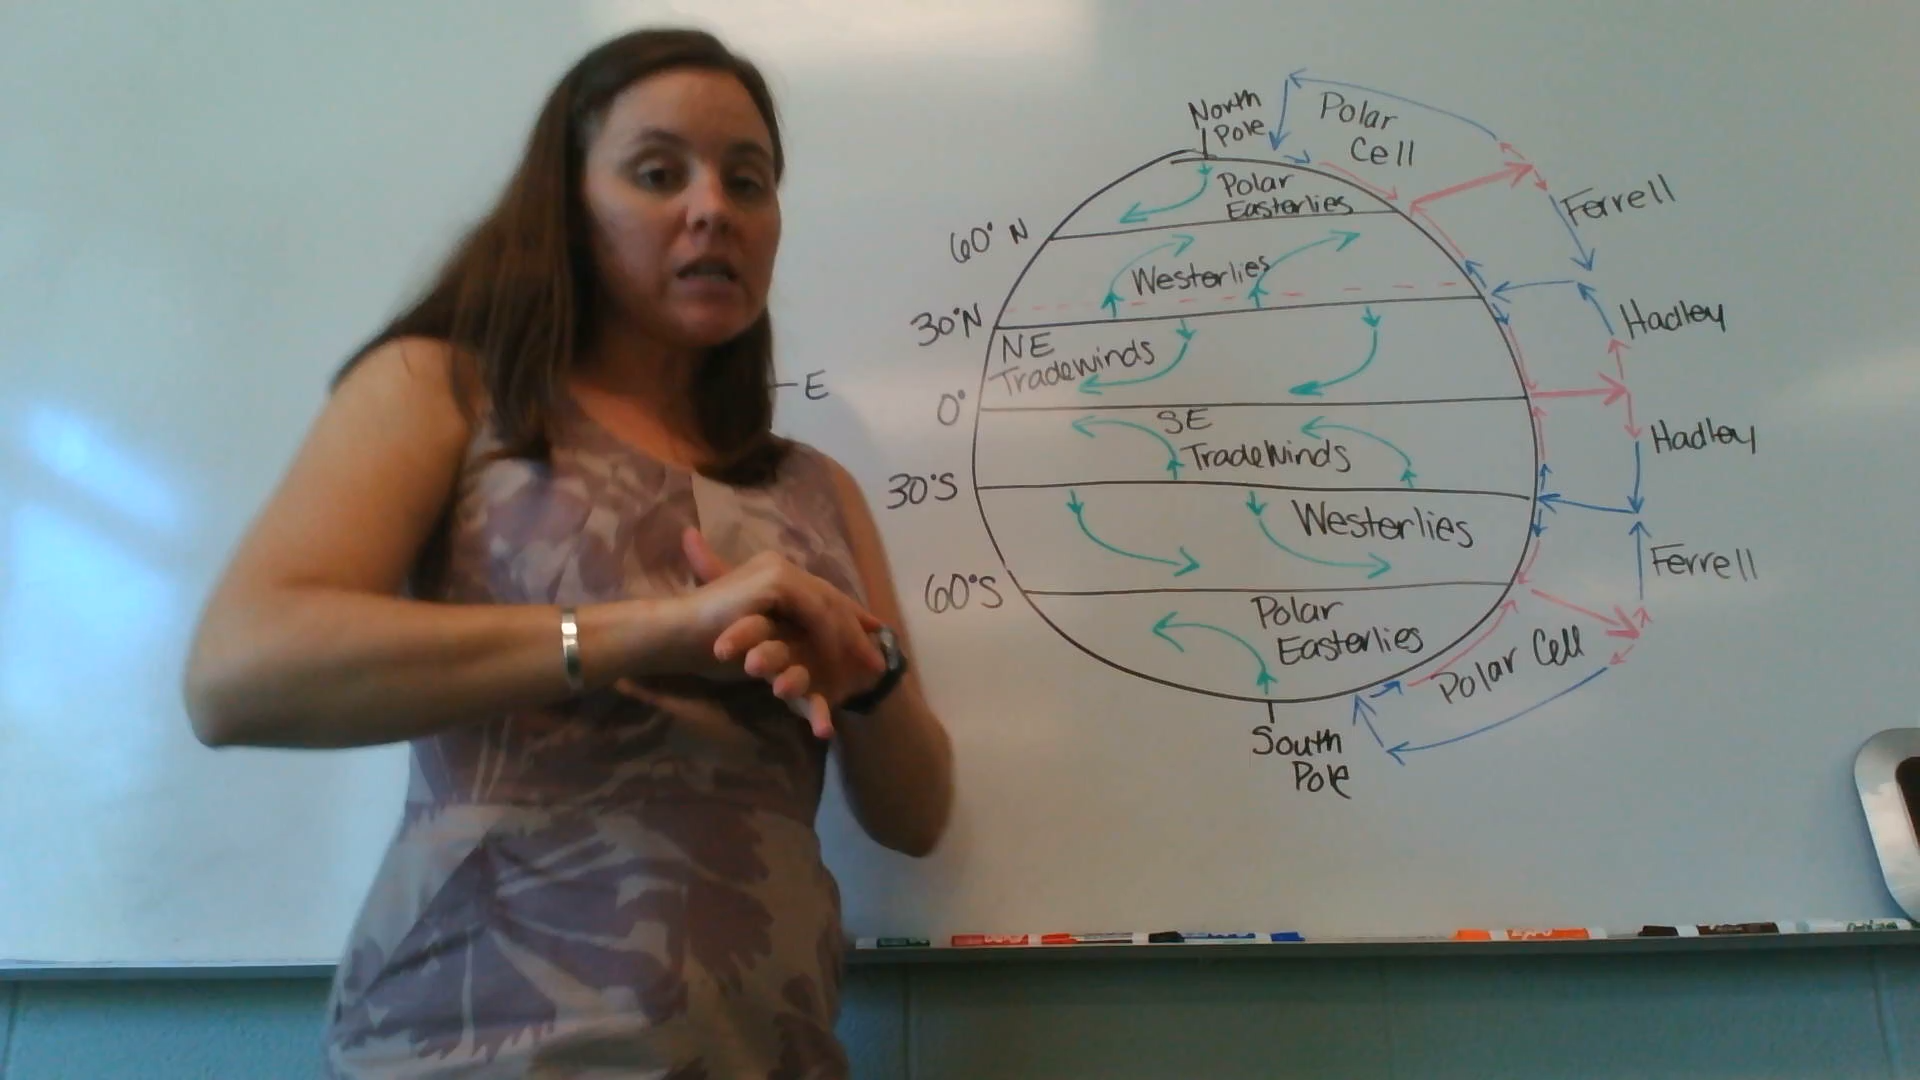 North
Pole
Polar
Cell
Polar
Easterlies
Ferrell
60° N
Westerlies
30°N
Hadley
NE
Tradewinds
E
0°
SE
Tradewinds
Hadley
30°S
Westerlies
Ferrell
60°S
Polar
Easterlies
Polar Cell
South
Pole